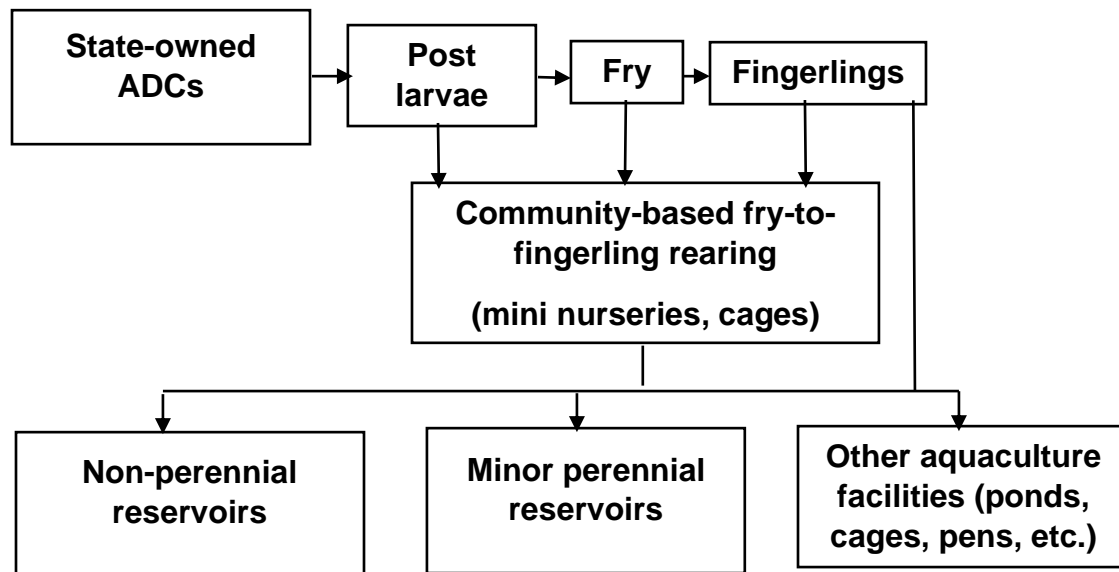 State-owned
ADCs
Post
larvae
Fry
Fingerlings
Community-based fry-to-
fingerling rearing
(mini nurseries, cages)
Non-perennial
reservoirs
Minor perennial
reservoirs
Other aquaculture
facilities (ponds,
cages, pens, etc.)